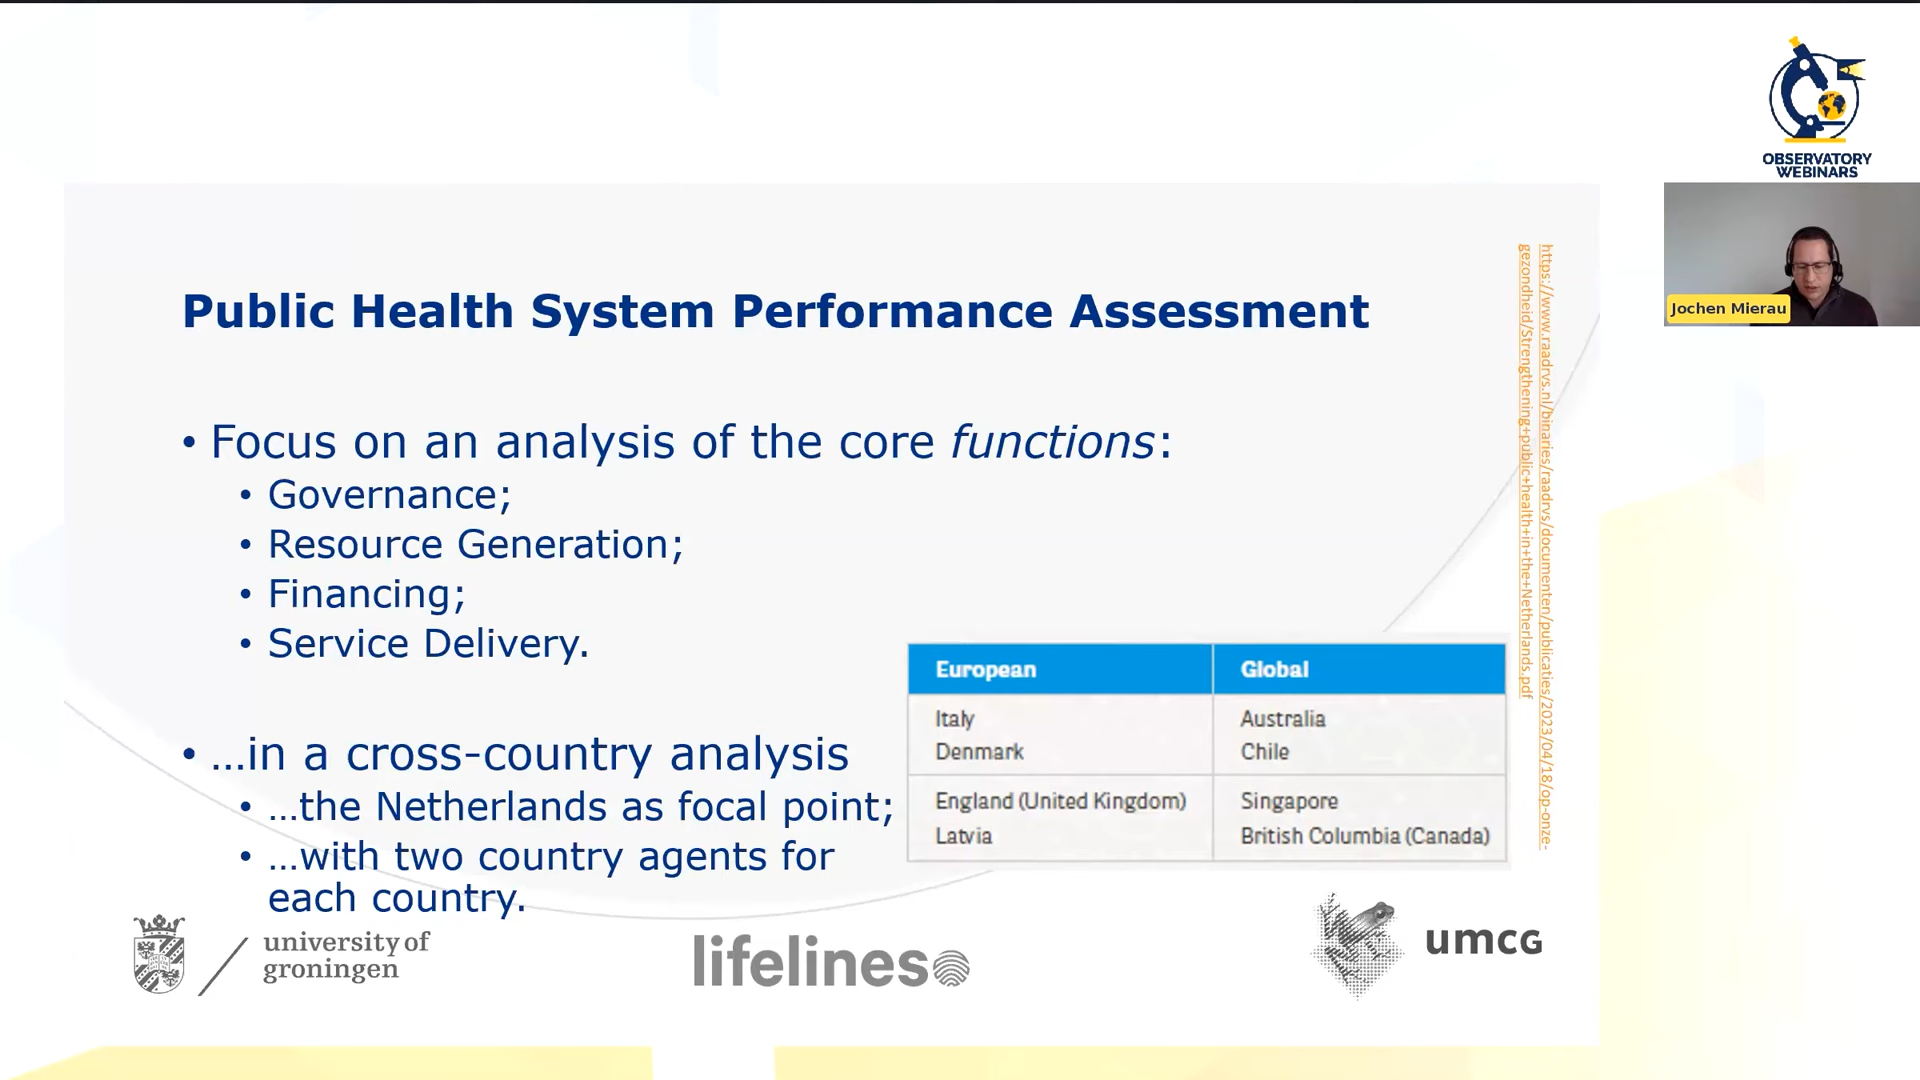 OBSERVATORY
WEBINARS
Jochen Mierau
Public Health System Performance Assessment
• Focus on an analysis of the core functions:
• Governance;
• Resource Generation;
• Financing;
• Service Delivery.
• ...in a cross-country analysis
• ...the Netherlands as focal point;
• ...with two country agents for
each country.
European Global
Italy Australia
Denmark Chile
England (United Kingdom) Singapore
Latvia British Columbia (Canada)
https://www.raadrvs.nl/binaries/raadrvs/documenten/publicaties/2023/04/18/op-onze-
gezondheid/Strengthening+public+health+in+the+Netherlands.pdf
university of
groningen
lifelines
umcg